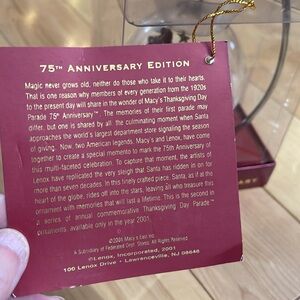 75TH ANNIVERSARY EDITION
Magic never grows old, neither do those who take it to their hearts.
That is one reason why members of every generation from the 1920s
to the present day will share in the wonder of Macy's Thanksgiving Day
Parade 75th Anniversary™. The memories of their first parade may
differ, but one is shared by all: the culminating moment when Santa
approaches the world's largest department store signaling the season
of giving. Now, two American legends, Macy's and Lenox, have come
together to create a special memento to mark the 75th anniversary of
this multi-faceted celebration. To capture that moment, the artists of
Lenox have replicated the very sleigh that Santa has ridden in on for
more than seven decades. In this finely crafted piece, Santa, as if at the
heart of the globe, rides off into the stars, leaving all who treasure this
ornament with memories that will last a lifetime. This is the second in
a series of annual commemorative Thanksgiving Day Parade™
ornaments, available only in the year 2001.
©2001 Macy's East Inc.
A Subsidiary of Federated Dept. Stores. All Rights Reserved
©Lenox, Incorporated, 2001
100 Lenox Drive • Lawrenceville, NJ 08648